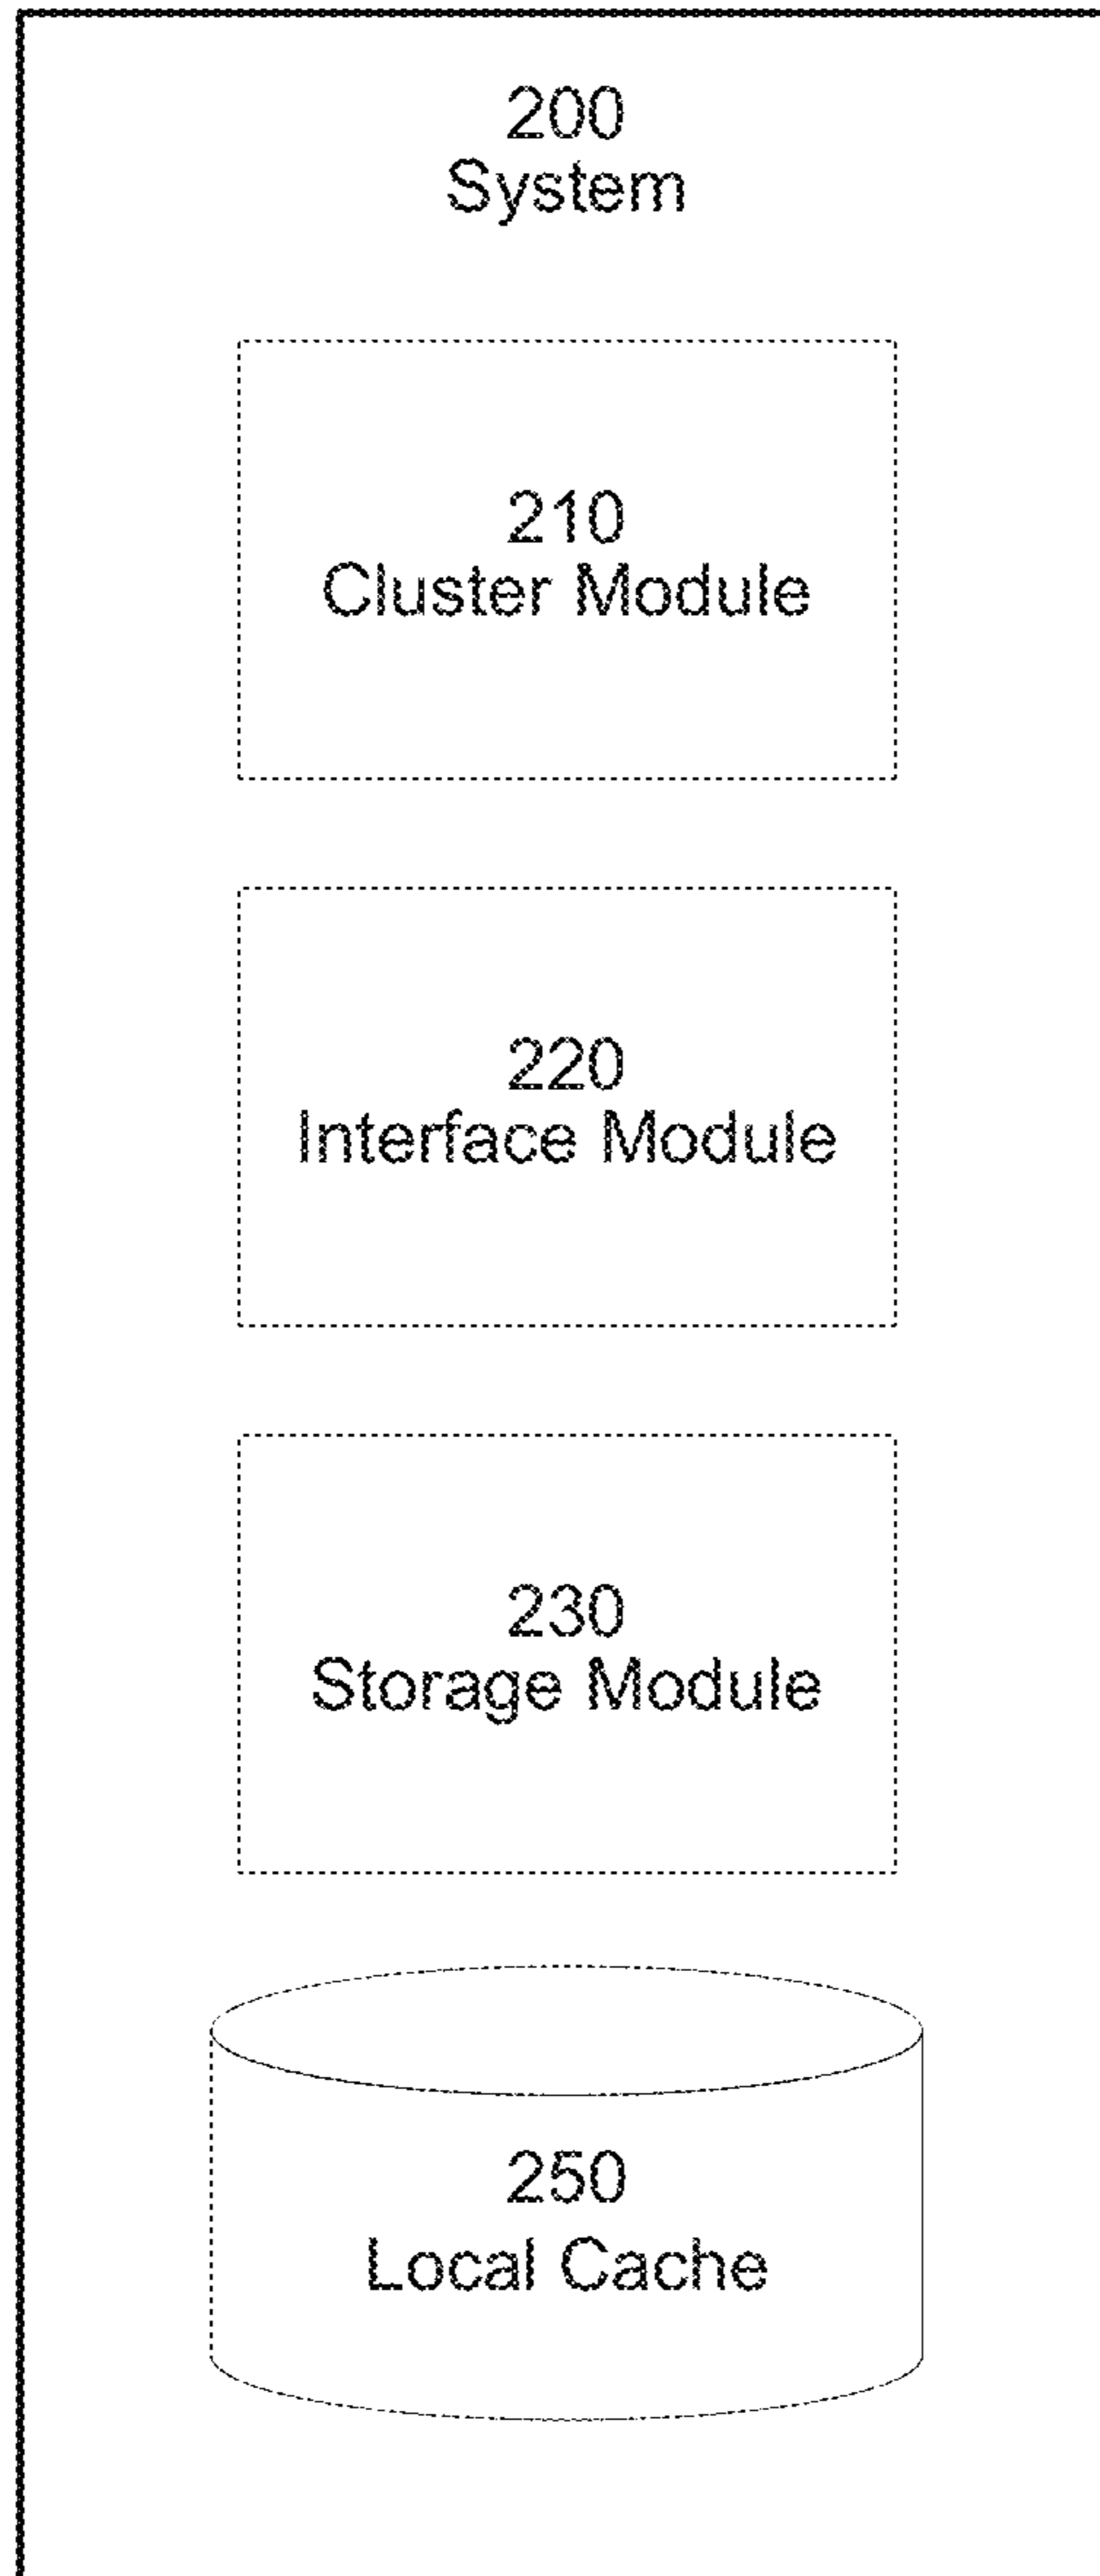 200
System
210
Cluster Module
220
Interface Module
230
Storage Module
250
Local Cache